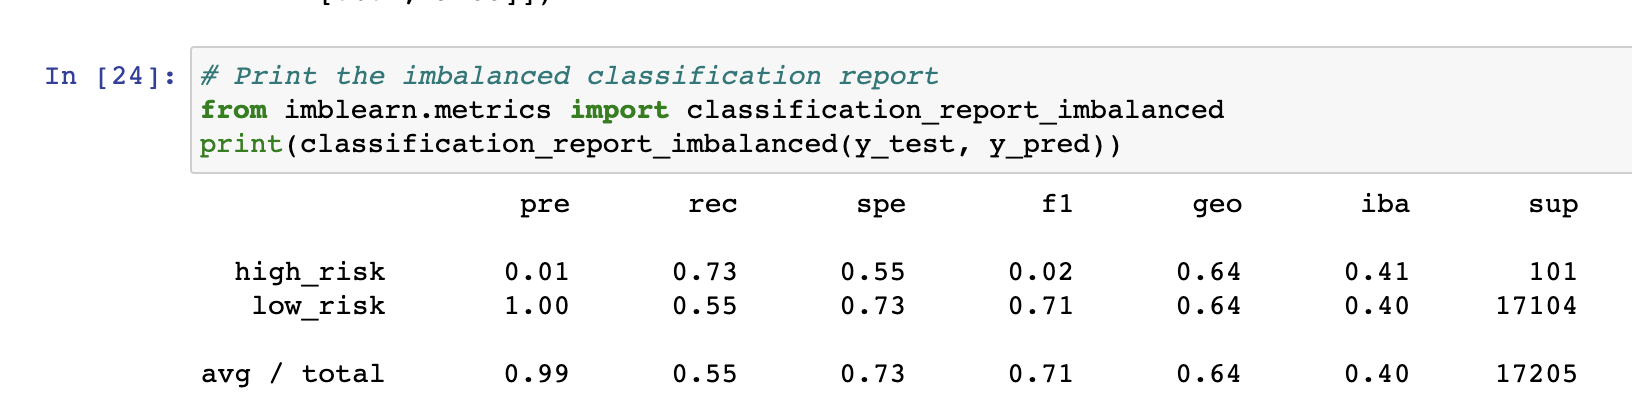 In [24]: # Print the imbalanced classification report
from imblearn.metrics import classification_report_imbalanced
print(classification_report_imbalanced(y_test, y_pred))
pre rec spe f1 geo iba sup
high_risk 0.01 0.73 0.55 0.02 0.64 0.41 101
low_risk 1.00 0.55 0.73 0.71 0.64 0.40 17104
avg / total 0.99 0.55 0.73 0.71 0.64 0.40 17205